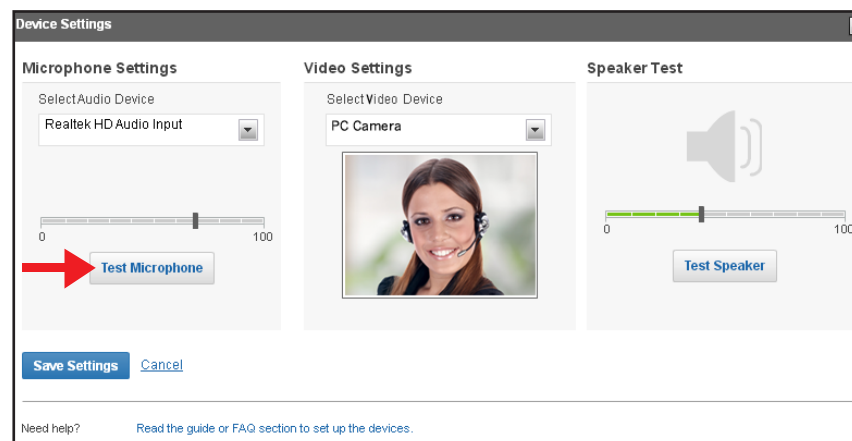 Device Settings
Microphone Settings
Select Audio Device
Realtek HD Audio Input
0 100
Test Microphone
Video Settings
Select Video Device
PC Camera
Speaker Test
0 100
Test Speaker
Save Settings Cancel
Need help? Read the guide or FAQ section to set up the devices.